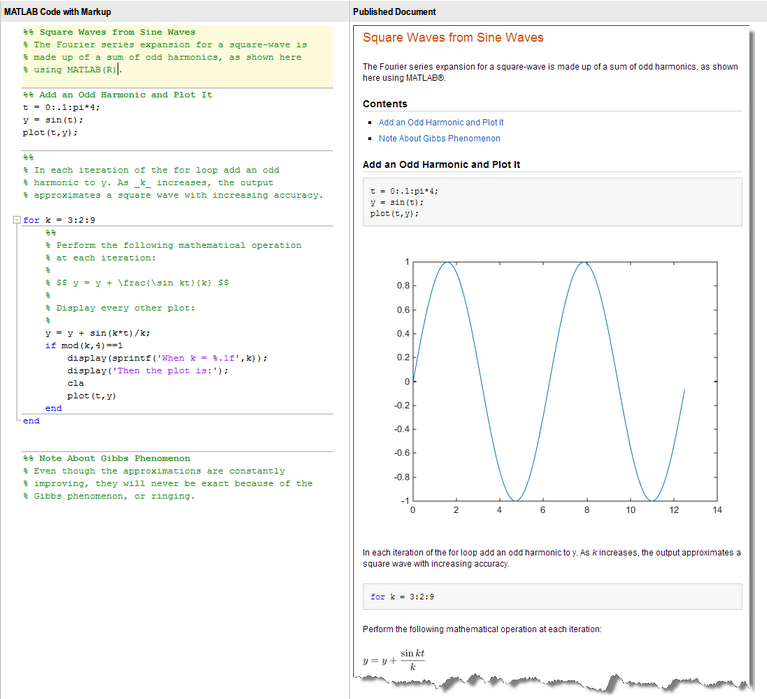 MATLAB Code with Markup
%% Square Waves from Sine Waves
% The Fourier series expansion for a square-wave is
% made up of a sum of odd harmonics, as shown here
% using MATLAB(R).
%% Add an Odd Harmonic and Plot It
t = 0:.1:pi*4;
y = sin(t);
plot(t,y);
%%
% In each iteration of the for loop add an odd
% harmonic to y. As _k_ increases, the output
% approximates a square wave with increasing accuracy.
for k = 3:2:9
%%
% Perform the following mathematical operation
% at each iteration:
%
% $$ y = y + \frac{\sin kt}{k} $$
%
% Display every other plot:
%
y = y + sin(k*t)/k;
if mod(k,4)==1
display(sprintf('When k = %.1f',k));
display('Then the plot is:');
cla
plot(t,y)
end
end
%% Note About Gibbs Phenomenon
% Even though the approximations are constantly
% improving, they will never be exact because of the
% Gibbs phenomenon, or ringing.
Published Document
Square Waves from Sine Waves
The Fourier series expansion for a square-wave is made up of a sum of odd harmonics, as shown
here using MATLAB®.
Contents
Add an Odd Harmonic and Plot It
Note About Gibbs Phenomenon
Add an Odd Harmonic and Plot It
t = 0:.1:pi*4;
y = sin(t);
plot(t,y);
1
0.8
0.6
0.4
0.2
0
-0.2
-0.4
-0.6
-0.8
-1
0 2 4 6 8 10 12 14
In each iteration of the for loop add an odd harmonic to y. As k increases, the output approximates a
square wave with increasing accuracy.
for k = 3:2:9
Perform the following mathematical operation at each iteration:
y = y + sin kt / k